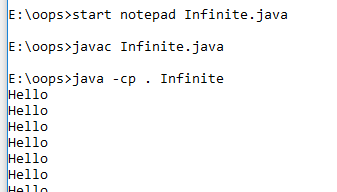 E:\oops>start notepad Infinite.java
E:\oops>javac Infinite.java
E:\oops>java -cp . Infinite
Hello
Hello
Hello
Hello
Hello
Hello
Hello